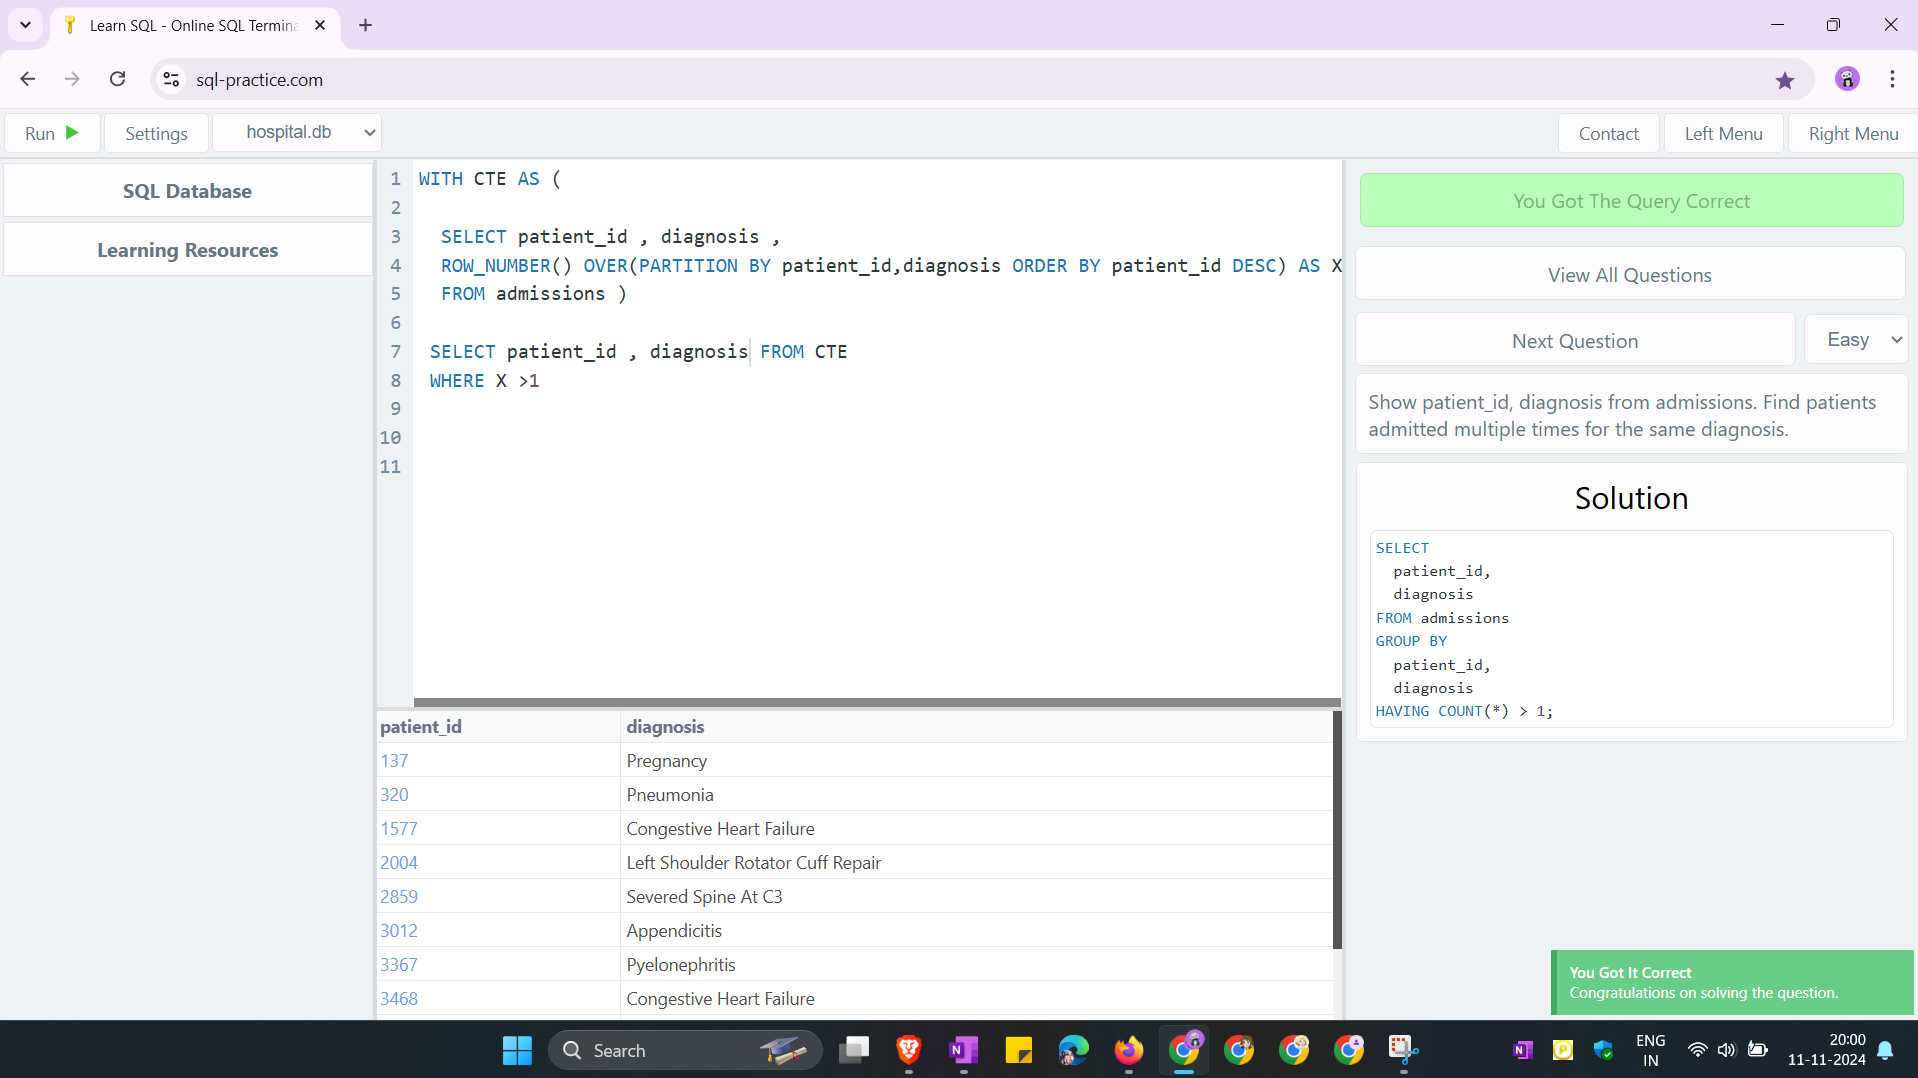 Learn SQL - Online SQL Termina
sql-practice.com
Run
Settings
hospital.db
Contact
Left Menu
Right Menu
SQL Database
Learning Resources
1 WITH CTE AS (
2
3 SELECT patient_id , diagnosis ,
4 ROW_NUMBER() OVER(PARTITION BY patient_id,diagnosis ORDER BY patient_id DESC) AS X
5 FROM admissions )
6
7 SELECT patient_id , diagnosis FROM CTE
8 WHERE X >1
9
10
11
patient_id diagnosis
137 Pregnancy
320 Pneumonia
1577 Congestive Heart Failure
2004 Left Shoulder Rotator Cuff Repair
2859 Severed Spine At C3
3012 Appendicitis
3367 Pyelonephritis
3468 Congestive Heart Failure
You Got The Query Correct
View All Questions
Next Question
Easy
Show patient_id, diagnosis from admissions. Find patients
admitted multiple times for the same diagnosis.
Solution
SELECT
patient_id,
diagnosis
FROM admissions
GROUP BY
patient_id,
diagnosis
HAVING COUNT(*) > 1;
You Got It Correct
Congratulations on solving the question.
Search
ENG
IN
20:00
11-11-2024